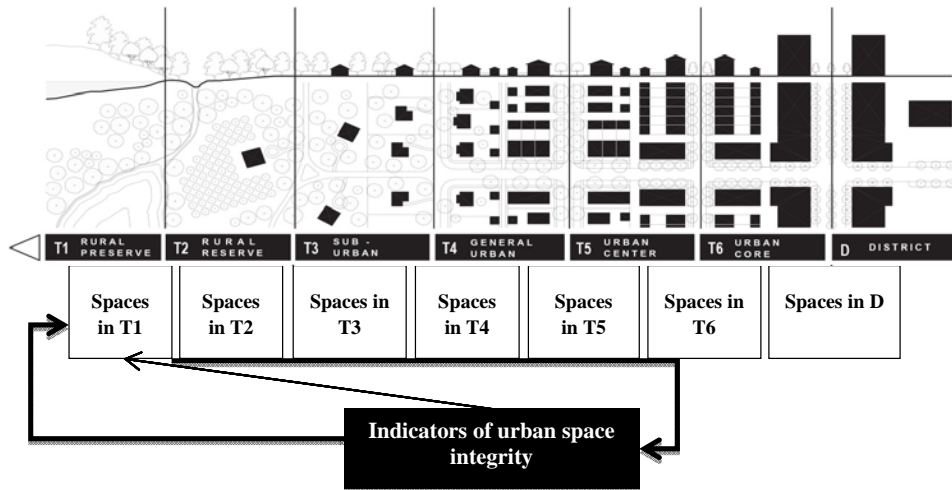 T1 RURAL PRESERVE
T2 RURAL RESERVE
T3 SUB - URBAN
T4 GENERAL URBAN
T5 URBAN CENTER
T6 URBAN CORE
D DISTRICT
Spaces
in T1
Spaces
in T2
Spaces in
T3
Spaces
in T4
Spaces
in T5
Spaces in
T6
Spaces in D
Indicators of urban space
integrity